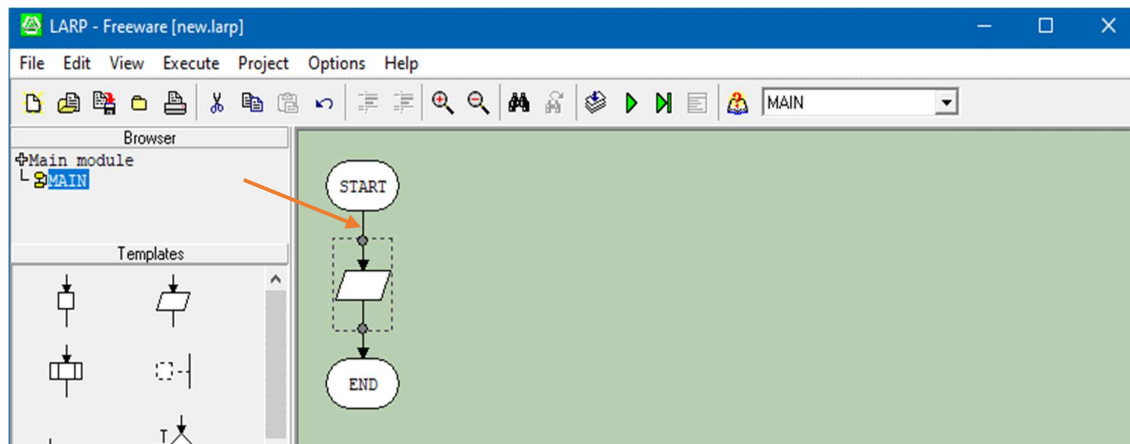 LARP - Freeware [new.larp]
File Edit View Execute Project Options Help
MAIN
Browser
Main module
MAIN
Templates
START
END
T